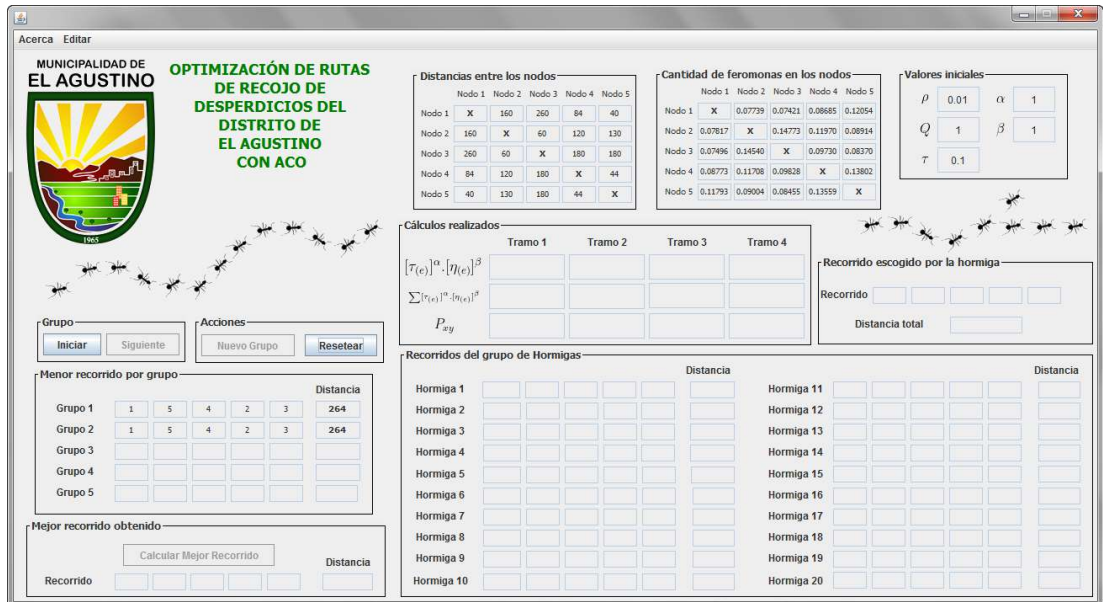 Acerca Editar
MUNICIPALIDAD DE
EL AGUSTINO
1965
OPTIMIZACIÓN DE RUTAS
DE RECOJO DE
DESPERDICIOS DEL
DISTRITO DE
EL AGUSTINO
CON ACO
Distancias entre los nodos
Nodo 1 Nodo 2 Nodo 3 Nodo 4 Nodo 5
Nodo 1 X 160 260 84 40
Nodo 2 160 X 60 120 130
Nodo 3 260 60 X 180 180
Nodo 4 84 120 180 X 44
Nodo 5 40 130 180 44 X
Cantidad de feromonas en los nodos
Nodo 1 Nodo 2 Nodo 3 Nodo 4 Nodo 5
Nodo 1 X 0.07739 0.07421 0.08685 0.12054
Nodo 2 0.07817 X 0.14773 0.11970 0.08914
Nodo 3 0.07496 0.14540 X 0.09730 0.08370
Nodo 4 0.08773 0.11708 0.09828 X 0.13802
Nodo 5 0.11793 0.09004 0.08455 0.13559 X
Valores iniciales
ρ 0.01 α 1
Q 1 β 1
τ 0.1
Cálculos realizados
Tramo 1 Tramo 2 Tramo 3 Tramo 4
[τ(e)]^α.[η(e)]^β
∑[τ(e)]^α.[η(e)]^β
P_xy
Recorrido escogido por la hormiga
Recorrido
Distancia total
Grupo
Iniciar Siguiente
Acciones
Nuevo Grupo Resetear
Menor recorrido por grupo
Distancia
Grupo 1 1 5 4 2 3 264
Grupo 2 1 5 4 2 3 264
Grupo 3
Grupo 4
Grupo 5
Mejor recorrido obtenido
Calcular Mejor Recorrido
Distancia
Recorrido
Recorridos del grupo de Hormigas
Distancia Distancia
Hormiga 1 Hormiga 11
Hormiga 2 Hormiga 12
Hormiga 3 Hormiga 13
Hormiga 4 Hormiga 14
Hormiga 5 Hormiga 15
Hormiga 6 Hormiga 16
Hormiga 7 Hormiga 17
Hormiga 8 Hormiga 18
Hormiga 9 Hormiga 19
Hormiga 10 Hormiga 20